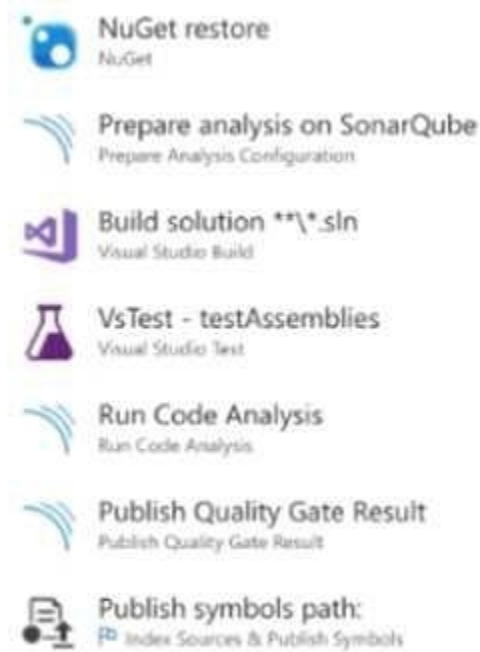 NuGet restore
NuGet
Prepare analysis on SonarQube
Prepare Analysis Configuration
Build solution **\*.sln
Visual Studio Build
VsTest - testAssemblies
Visual Studio Test
Run Code Analysis
Run Code Analysis
Publish Quality Gate Result
Publish Quality Gate Result
Publish symbols path:
Index Sources & Publish Symbols